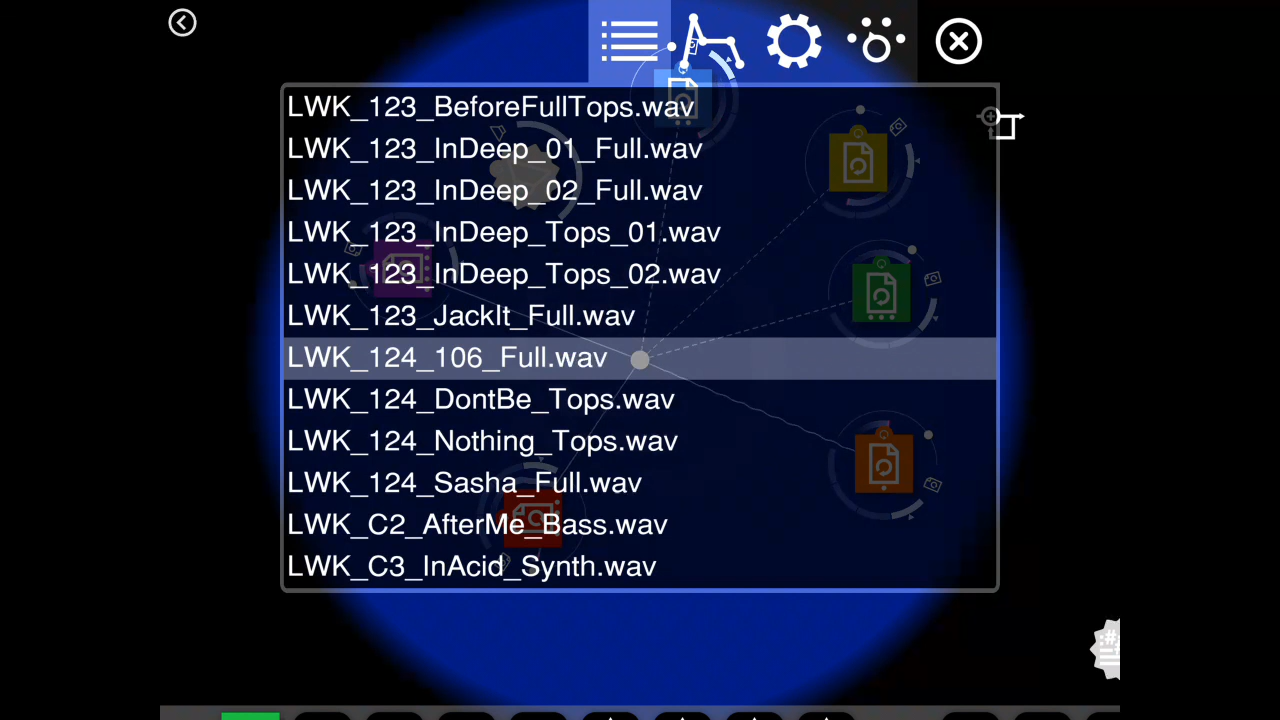 LWK_123_BeforeFullTops.wav
LWK_123_InDeep_01_Full.wav
LWK_123_InDeep_02_Full.wav
LWK_123_InDeep_Tops_01.wav
LWK_123_InDeep_Tops_02.wav
LWK_123_JackIt_Full.wav
LWK_124_106_Full.wav
LWK_124_DontBe_Tops.wav
LWK_124_Nothing_Tops.wav
LWK_124_Sasha_Full.wav
LWK_C2_AfterMe_Bass.wav
LWK_C3_InAcid_Synth.wav